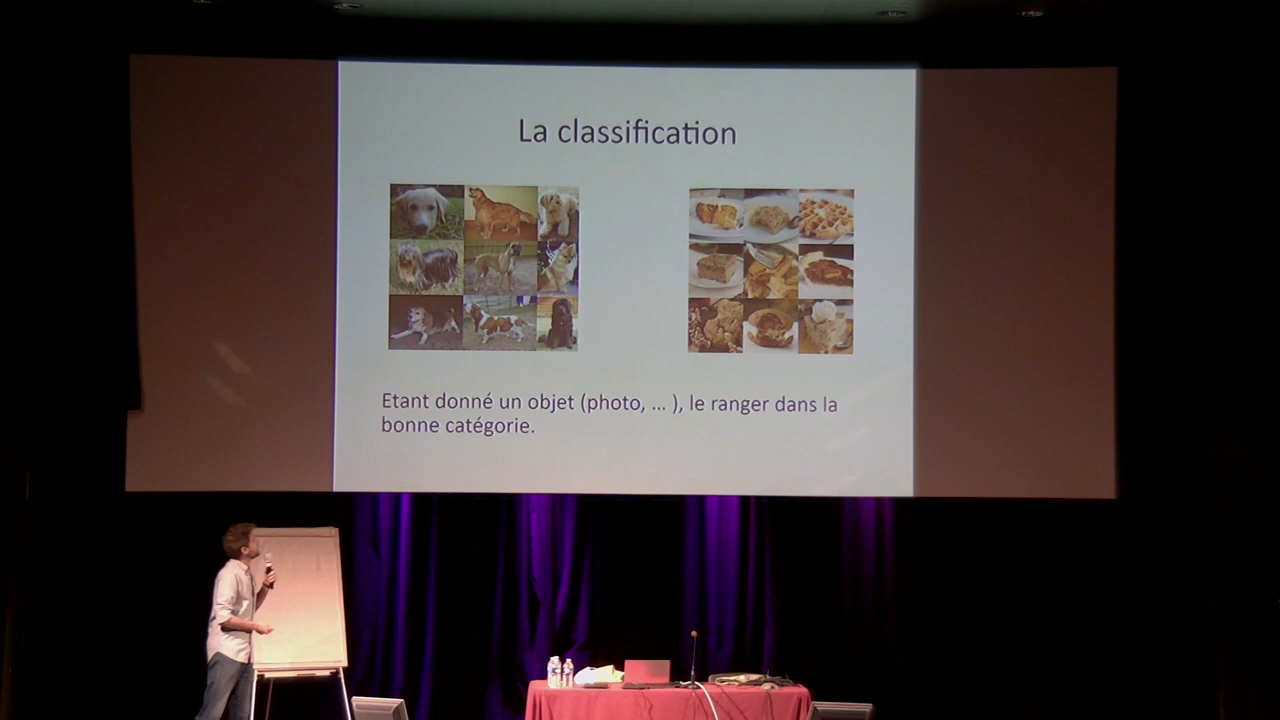 La classification
Etant donné un objet (photo, ... ), le ranger dans la
bonne catégorie.